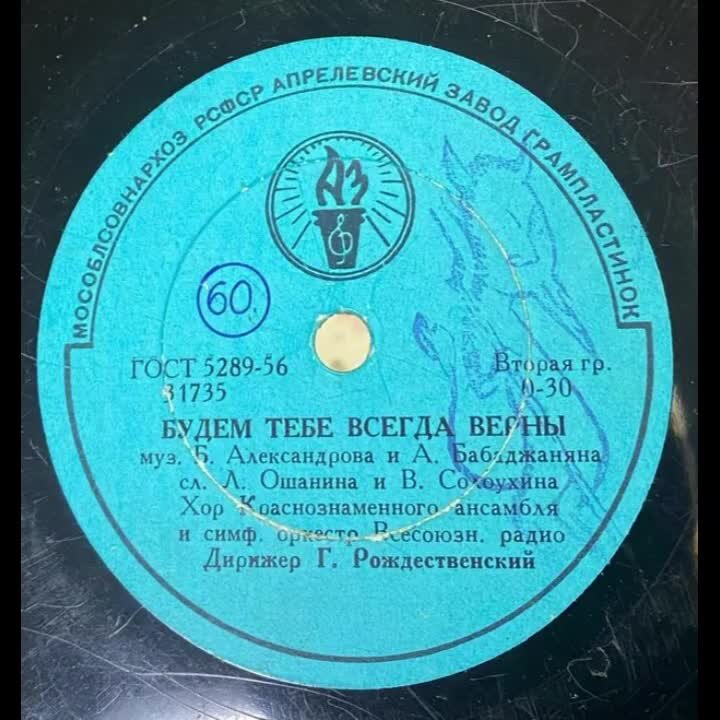 МОСОБЛСОВНАРХОЗ РСФСР АПРЕЛЕВСКИЙ ЗАВОД ГРАМПЛАСТИНОК
АЗ
60
ГОСТ 5289-56
31735
Вторая гр.
0-30
БУДЕМ ТЕБЕ ВСЕГДА ВЕРНЫ
муз. Б. Александрова и А. Бабаджаняна
сл. Л. Ошанина и В.
Хор Краснознаменного ансамбля
и симф. оркестр Всесоюзн. радио
Дирижер Г. Рождественский